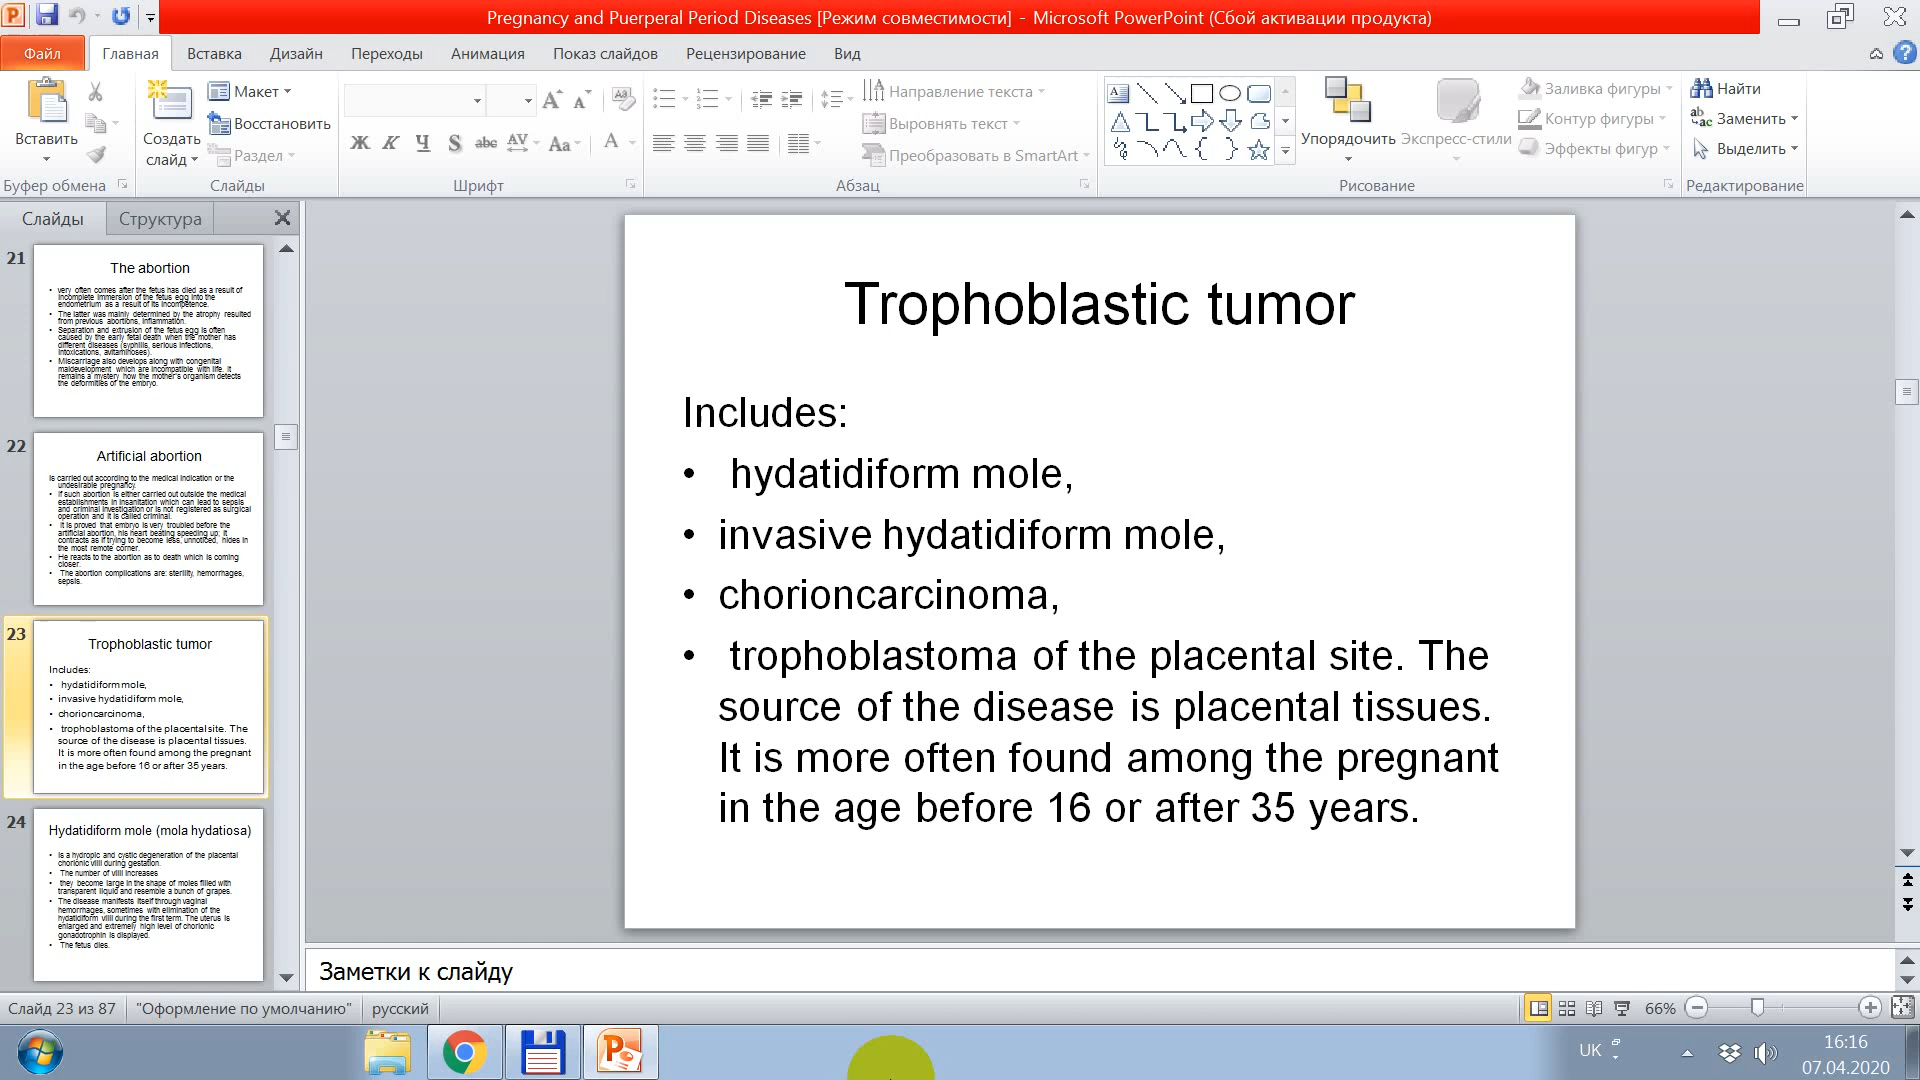 Pregnancy and Puerperal Period Diseases [Режим совместимости] - Microsoft PowerPoint (Сбой активации продукта)
Файл Главная Вставка Дизайн Переходы Анимация Показ слайдов Рецензирование Вид
Вставить
Буфер обмена
Создать слайд
Макет
Восстановить
Раздел
Слайды
Ж К Ч S abc AV Aa A
Шрифт
Направление текста
Выровнять текст
Преобразовать в SmartArt
Абзац
Упорядочить
Экспресс-стили
Заливка фигуры
Контур фигуры
Эффекты фигур
Рисование
Найти
Заменить
Выделить
Редактирование
Слайды Структура
21
The abortion
• very often comes after the fetus has died as a result of
incomplete immersion of the fetus egg into the
endometrium as a result of its incompetence.
• The latter was mainly determined by the atrophy resulted
from previous abortions, inflammation.
• Separation and extrusion of the fetus egg is often
caused by the early fetal death when the mother has
different diseases (syphilis, serious infections,
intoxications, avitaminoses).
• Miscarriage also develops along with congenital
maldevelopment which are incompatible with life. It
remains a mystery how the mother's organism detects
the deformities of the embryo.
22
Artificial abortion
Is carried out according to the medical indication or the
undesirable pregnancy.
• If such abortion is either carried out outside the medical
establishments in insanitation which can lead to sepsis
and criminal investigation or is not registered as surgical
operation and it is called criminal.
• It is proved that embryo is very troubled before the
artificial abortion, his heart beating speeding up; it
contracts as if trying to become less, unnoticed, hides in
the most remote corner.
• He reacts to the abortion as to death which is coming
closer.
• The abortion complications are: sterility, hemorrhages,
sepsis.
23
Trophoblastic tumor
Includes:
• hydatidiform mole,
• invasive hydatidiform mole,
• chorioncarcinoma,
• trophoblastoma of the placental site. The
source of the disease is placental tissues.
It is more often found among the pregnant
in the age before 16 or after 35 years.
24
Hydatidiform mole (mola hydatiosa)
• Is a hydropic and cystic degeneration of the placental
chorionic villi during gestation.
• The number of villi increases
• they become large in the shape of moles filled with
transparent liquid and resemble a bunch of grapes.
• The disease manifests itself through vaginal
hemorrhages, sometimes with elimination of the
hydatidiform villi during the first term. The uterus is
enlarged and extremely high level of chorionic
gonadotrophin is displayed.
• The fetus dies.
Trophoblastic tumor
Includes:
• hydatidiform mole,
• invasive hydatidiform mole,
• chorioncarcinoma,
• trophoblastoma of the placental site. The
source of the disease is placental tissues.
It is more often found among the pregnant
in the age before 16 or after 35 years.
Заметки к слайду
Слайд 23 из 87 "Оформление по умолчанию" русский 66%
UK 16:16
07.04.2020